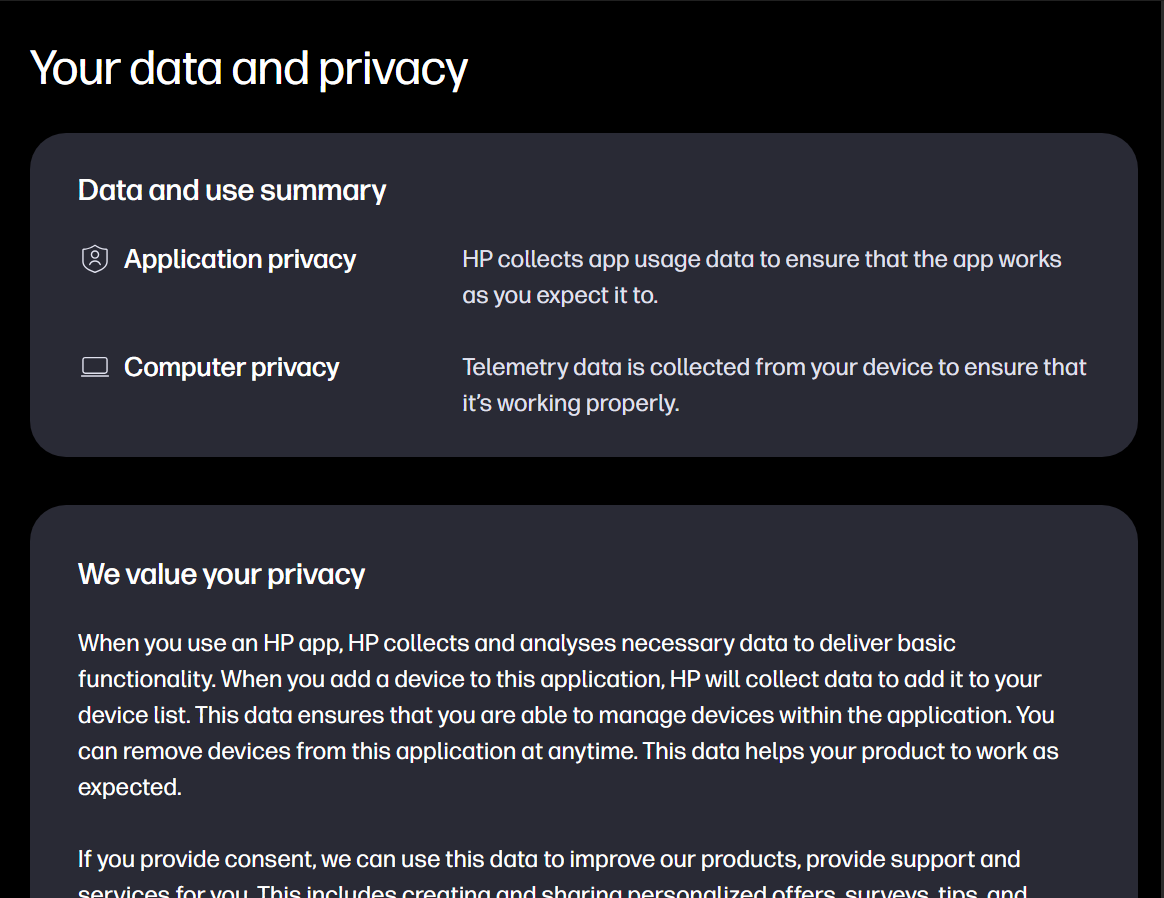 Your data and privacy
Data and use summary
Application privacy
HP collects app usage data to ensure that the app works
as you expect it to.
Computer privacy
Telemetry data is collected from your device to ensure that
it’s working properly.
We value your privacy
When you use an HP app, HP collects and analyses necessary data to deliver basic
functionality. When you add a device to this application, HP will collect data to add it to your
device list. This data ensures that you are able to manage devices within the application. You
can remove devices from this application at anytime. This data helps your product to work as
expected.
If you provide consent, we can use this data to improve our products, provide support and
services for you. This includes creating and sharing personalized offers, surveys, tips, and